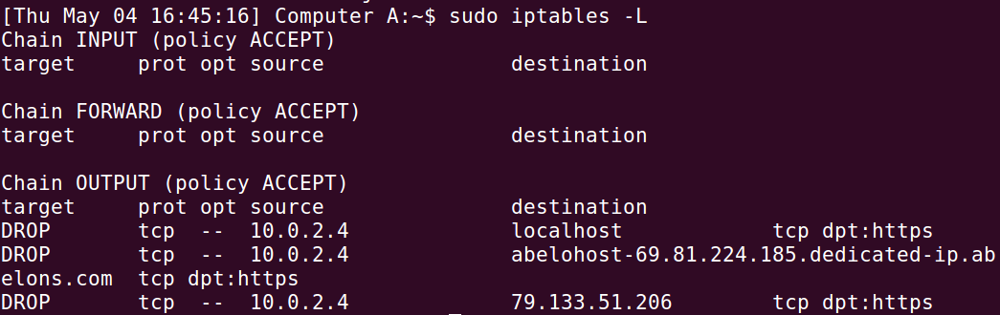 [Thu May 04 16:45:16] Computer A:~$ sudo iptables -L
Chain INPUT (policy ACCEPT)
target     prot opt source               destination

Chain FORWARD (policy ACCEPT)
target     prot opt source               destination

Chain OUTPUT (policy ACCEPT)
target     prot opt source               destination
DROP       tcp  --  10.0.2.4             localhost            tcp dpt:https
DROP       tcp  --  10.0.2.4             abelohost-69.81.224.185.dedicated-ip.ab
elons.com  tcp dpt:https
DROP       tcp  --  10.0.2.4             79.133.51.206        tcp dpt:https